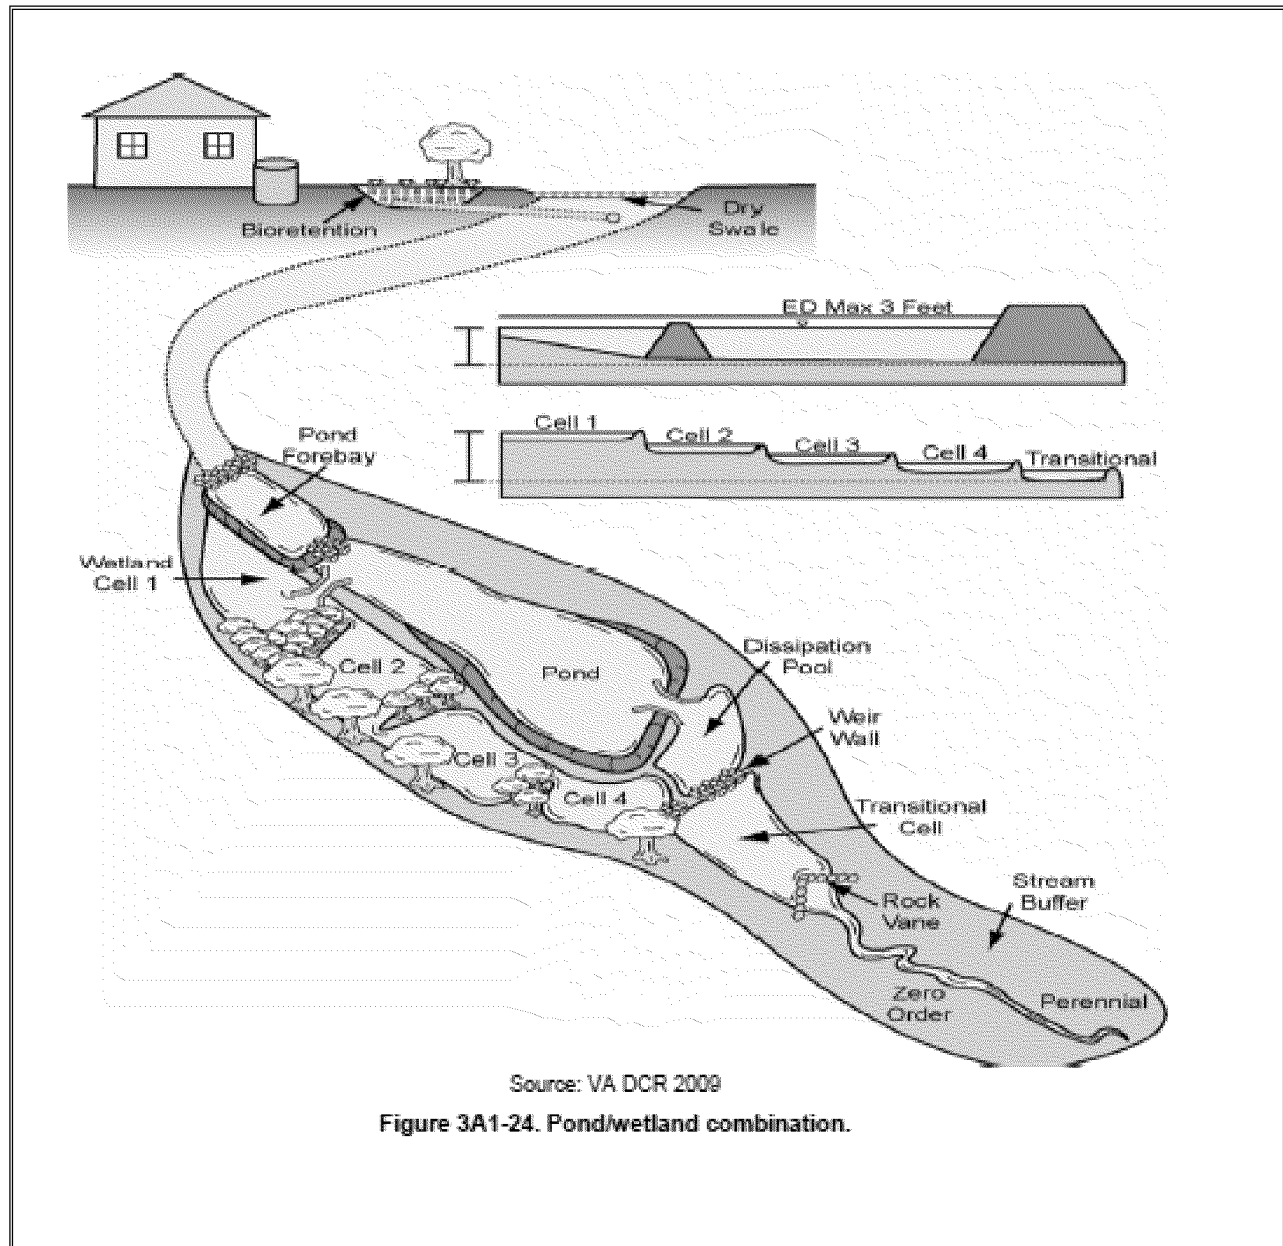 Bioretention
Dry
Swale
ED Max 3 Feet
Cell 1
Cell 2
Cell 3
Cell 4
Transitional
Pond
Forebay
Wetland
Cell 1
Cell 2
Pond
Dissipation
Pool
Weir
Wall
Cell 3
Cell 4
Transitional
Cell
Rock
Vane
Stream
Buffer
Zero
Order
Perennial
Source: VA DCR 2009
Figure 3A1-24. Pond/wetland combination.